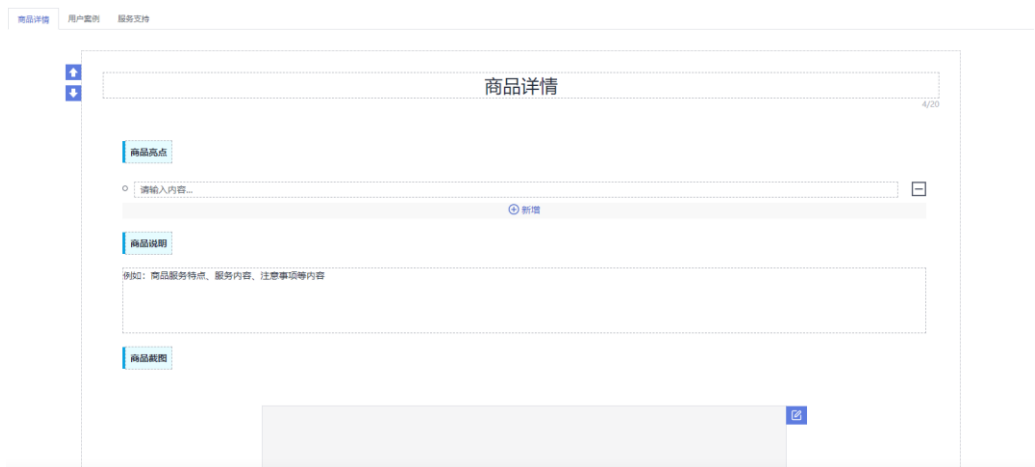 商品详情 用户案例 服务支持
商品详情
4/20
商品亮点
请输入内容...
新增
商品说明
例如：商品服务特点、服务内容、注意事项等内容
商品截图